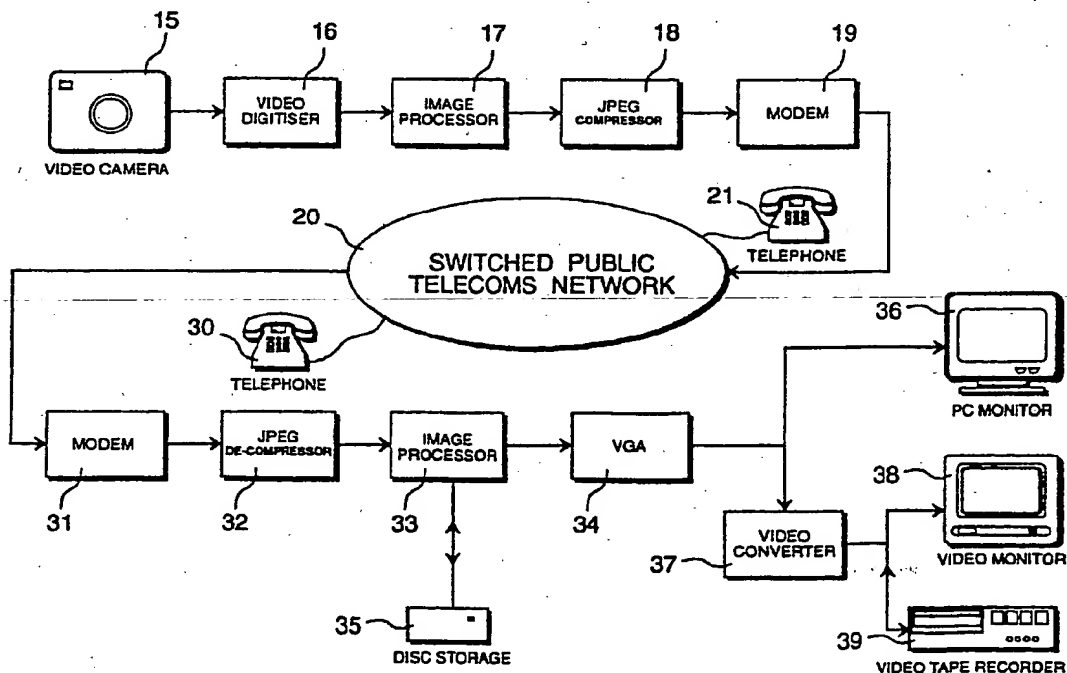 15
16
17
18
19
VIDEO
DIGITISER
IMAGE
PROCESSOR
JPEG
COMPRESSOR
MODEM
VIDEO CAMERA
20
21
TELEPHONE
SWITCHED PUBLIC
TELECOMS NETWORK
30
TELEPHONE
36
PC MONITOR
MODEM
JPEG
DE-COMPRESSOR
IMAGE
PROCESSOR
VGA
31
32
33
34
38
VIDEO
CONVERTER
37
VIDEO MONITOR
35
DISC STORAGE
39
VIDEO TAPE RECORDER